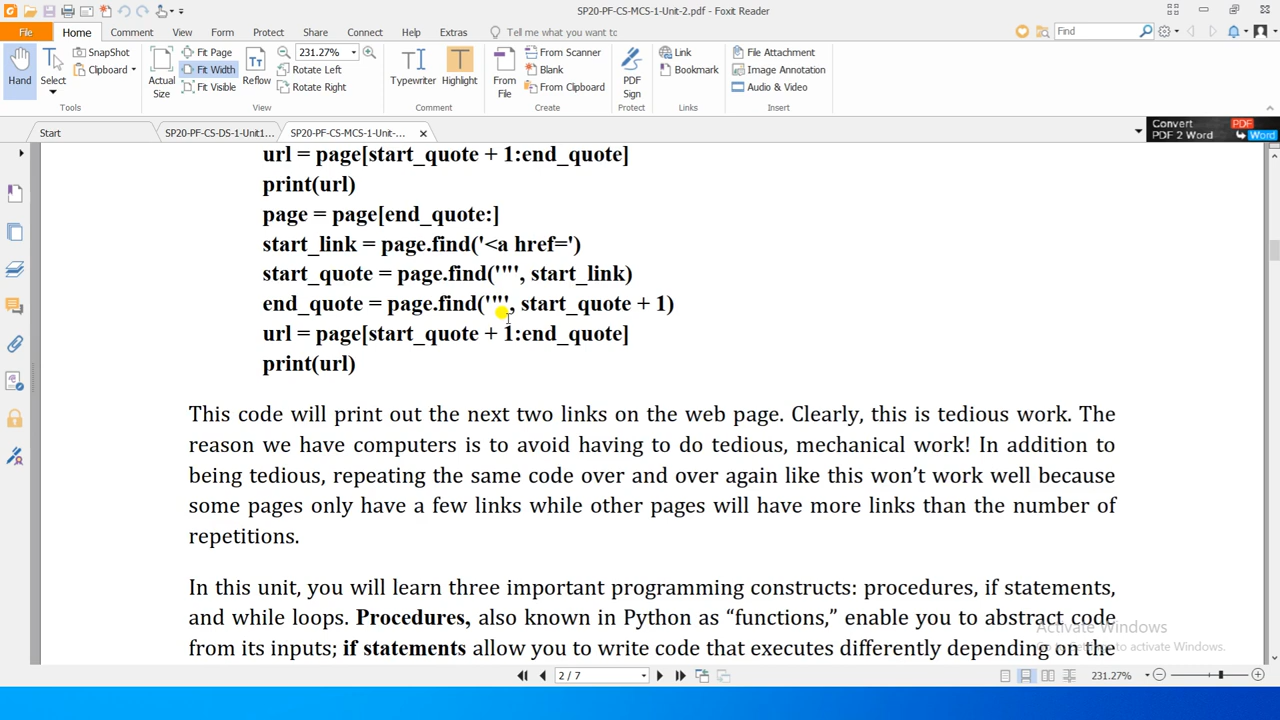 SP20-PF-CS-MCS-1-Unit-2.pdf - Foxit Reader
File Home Comment View Form Protect Share Connect Help Extras Tell me what you want tc Find
Hand Select SnapShot Clipboard Tools
Actual Size Fit Page Fit Width Fit Visible Reflow 231.27% Rotate Left Rotate Right View
Typewriter Highlight Comment
From File From Scanner Blank From Clipboard Create
PDF Sign Protect
Link Bookmark Links
File Attachment Image Annotation Audio & Video Insert
Start SP20-PF-CS-DS-1-Unit1... SP20-PF-CS-MCS-1-Unit-...
Convert PDF
PDF 2 Word Word
url = page[start_quote + 1:end_quote]
print(url)
page = page[end_quote:]
start_link = page.find('<a href=')
start_quote = page.find('"', start_link)
end_quote = page.find('"', start_quote + 1)
url = page[start_quote + 1:end_quote]
print(url)
This code will print out the next two links on the web page. Clearly, this is tedious work. The
reason we have computers is to avoid having to do tedious, mechanical work! In addition to
being tedious, repeating the same code over and over again like this won’t work well because
some pages only have a few links while other pages will have more links than the number of
repetitions.
In this unit, you will learn three important programming constructs: procedures, if statements,
and while loops. Procedures, also known in Python as “functions,” enable you to abstract code
from its inputs; if statements allow you to write code that executes differently depending on the
Activate Windows
Go to Settings to activate Windows.
2 / 7
231.27%